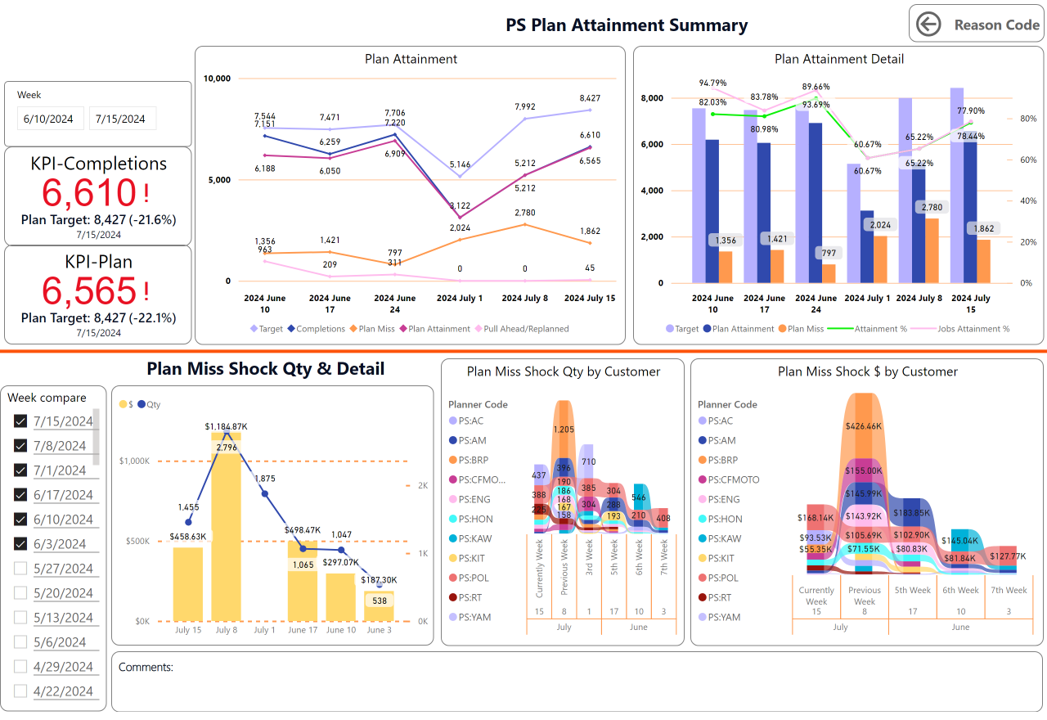 PS Plan Attainment Summary
Reason Code
Week
6/10/2024 7/15/2024
KPI-Completions
6,610 !
Plan Target: 8,427 (-21.6%)
7/15/2024
KPI-Plan
6,565 !
Plan Target: 8,427 (-22.1%)
7/15/2024
Plan Attainment
10,000
5,000
0
7,544 7,471 7,706 5,146 7,992 8,427
7,151 6,259 7,220 3,122 5,212 6,610
6,188 6,050 6,909 5,212 6,565
1,356 1,421 797 2,024 2,780 1,862
963 209 311 0 0 45
2024 June 10 2024 June 17 2024 June 24 2024 July 1 2024 July 8 2024 July 15
Target Completions Plan Miss Plan Attainment Pull Ahead/Replanned
Plan Attainment Detail
8,000
6,000
4,000
2,000
0
80%
60%
40%
20%
0%
94.79% 83.78% 89.66% 60.67% 65.22% 77.90%
82.03% 80.98% 93.69% 60.67% 65.22% 78.44%
1,356 1,421 797 2,024 2,780 1,862
2024 June 10 2024 June 17 2024 June 24 2024 July 1 2024 July 8 2024 July 15
Target Plan Attainment Plan Miss Attainment % Jobs Attainment %
Plan Miss Shock Qty & Detail
Week compare
7/15/2024
7/8/2024
7/1/2024
6/17/2024
6/10/2024
6/3/2024
5/27/2024
5/20/2024
5/13/2024
5/6/2024
4/29/2024
4/22/2024
$ Qty
$1,000K
$500K
$0K
2K
1K
0K
$1,184.87K
2,796
1,875
1,455
$458.63K
$498.47K
1,065
1,047
$297.07K
$187.30K
538
July 15 July 8 July 1 June 17 June 10 June 3
Plan Miss Shock Qty by Customer
Planner Code
PS:AC
PS:AM
PS:BRP
PS:CFMO...
PS:ENG
PS:HON
PS:KAW
PS:KIT
PS:POL
PS:RT
PS:YAM
437
388
1,205
396
190
186
168
167
158
710
385
304
304
288
193
546
210
408
Currently Week Previous Week 3rd Week 5th Week 6th Week 7th Week
15 8 1 17 10 3
July June
Plan Miss Shock $ by Customer
Planner Code
PS:AC
PS:AM
PS:BRP
PS:CFMOTO
PS:ENG
PS:HON
PS:KAW
PS:KIT
PS:POL
PS:RT
PS:YAM
$168.14K
$93.53K
$55.35K
$426.46K
$155.00K
$145.99K
$143.92K
$105.69K
$71.55K
$183.95K
$102.90K
$80.83K
$145.04K
$81.84K
$127.77K
Currently Week Previous Week 5th Week 6th Week 7th Week
15 8 17 10 3
July June
Comments: